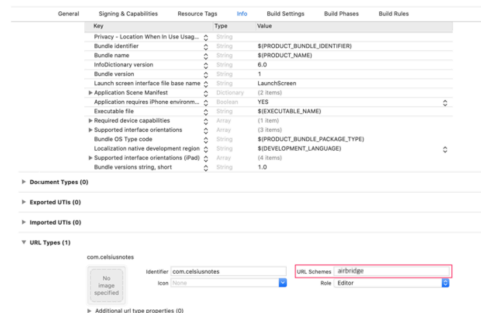 General Signing & Capabilities Resource Tags Info Build Settings Build Phases Build Rules
Key Type Value
Privacy - Location When In Use Usag... String
Bundle identifier String $(PRODUCT_BUNDLE_IDENTIFIER)
Bundle name String $(PRODUCT_NAME)
InfoDictionary version String 6.0
Bundle version String 1
Launch screen interface file base name String LaunchScreen
Application Scene Manifest Dictionary (2 items)
Application requires iPhone environm... Boolean YES
Executable file String $(EXECUTABLE_NAME)
Required device capabilities Array (1 item)
Supported interface orientations Array (3 items)
Bundle OS Type code String $(PRODUCT_BUNDLE_PACKAGE_TYPE)
Localization native development region String $(DEVELOPMENT_LANGUAGE)
Supported interface orientations (iPad) Array (4 items)
Bundle versions string, short String 1.0
Document Types (0)
Exported UTIs (0)
Imported UTIs (0)
URL Types (1)
com.celsiusnotes
No image specified
Identifier com.celsiusnotes URL Schemes airbridge
Icon None Role Editor
Additional url type properties (0)